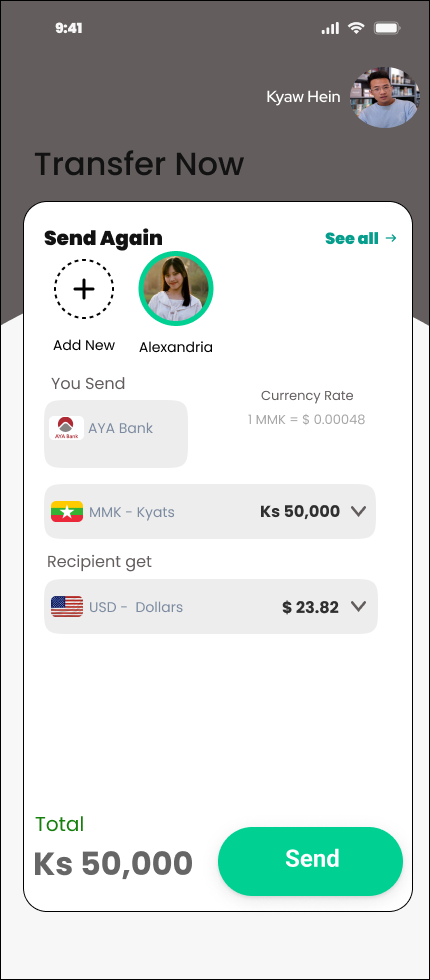 9:41
Kyaw Hein
Transfer Now
Send Again
See all →
Add New
Alexandria
You Send
Currency Rate
AYA Bank
AYA Bank
1 MMK = $ 0.00048
MMK - Kyats
Ks 50,000
Recipient get
USD - Dollars
$ 23.82
Total
Ks 50,000
Send